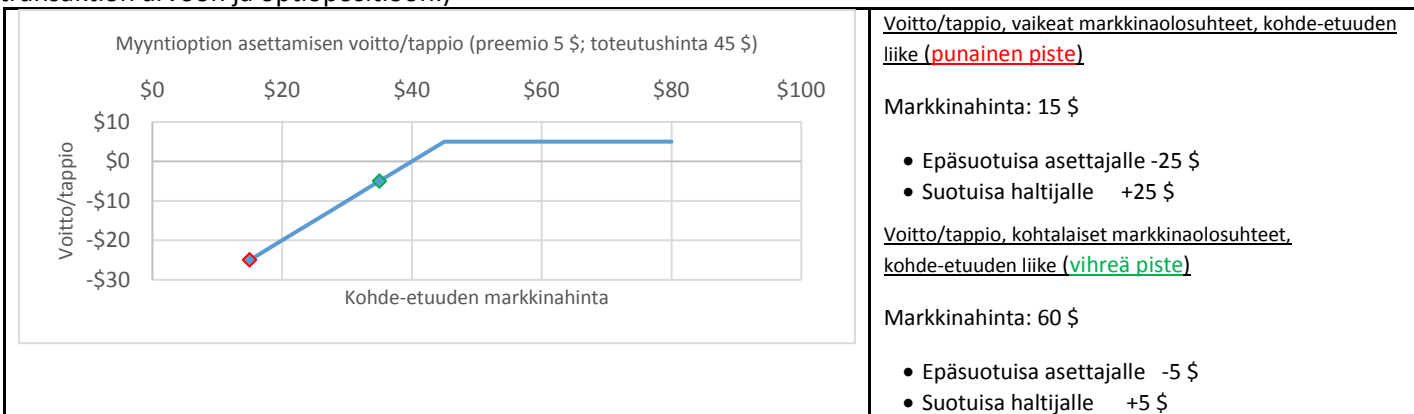 Myyntioption asettamisen voitto/tappio (preemio 5 $; toteutushinta 45 $)
$0 $20 $40 $60 $80 $100
$10
$0
-$10
-$20
-$30
Voitto/tappio
Kohde-etuuden markkinahinta
Voitto/tappio, vaikeat markkinaolosuhteet, kohde-etuuden
liike (punainen piste)
Markkinahinta: 15 $
• Epäsuotuisa asettajalle -25 $
• Suotuisa haltijalle +25 $
Voitto/tappio, kohtalaiset markkinaolosuhteet,
kohde-etuuden liike (vihreä piste)
Markkinahinta: 60 $
• Epäsuotuisa asettajalle -5 $
• Suotuisa haltijalle +5 $